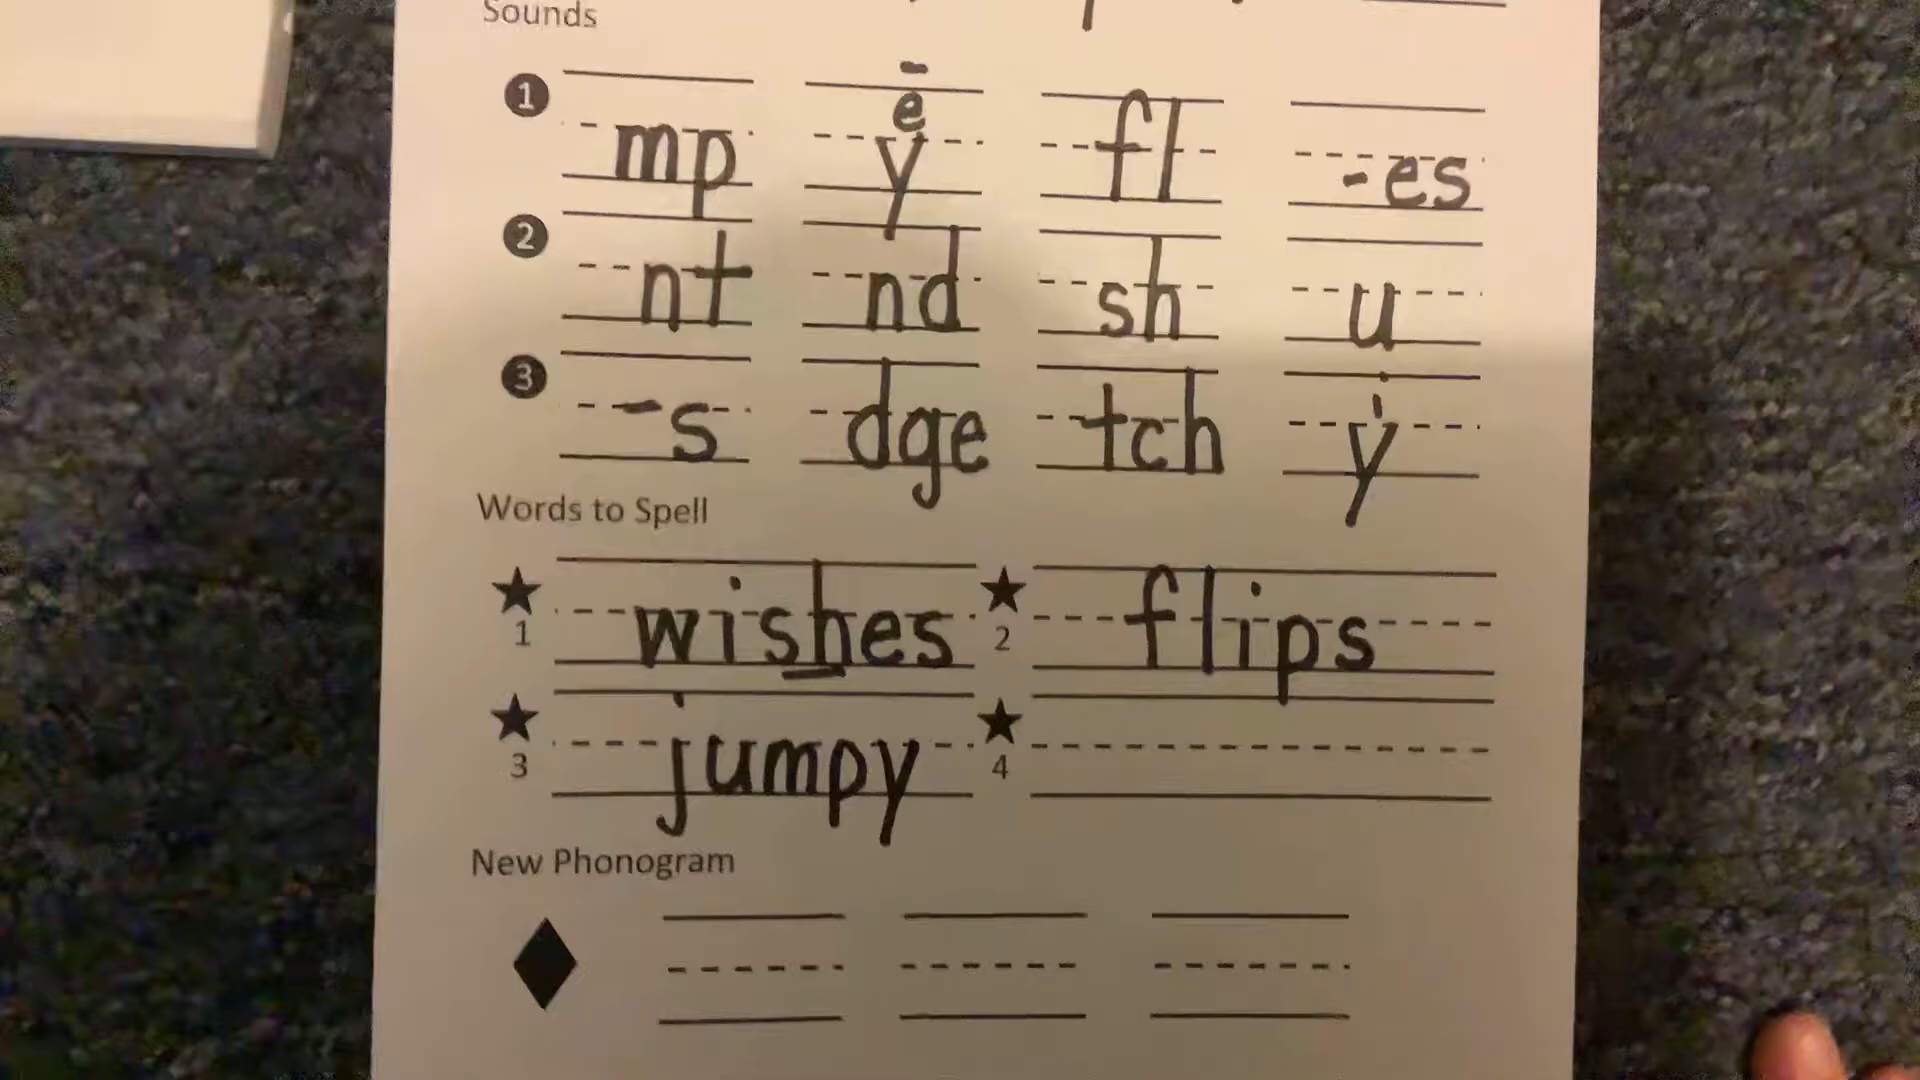 Sounds
1 mp ē y fl -es
2 nt nd sh u
3 -s dge tch y
Words to Spell
1 wishes 2 flips
3 jumpy 4
New Phonogram